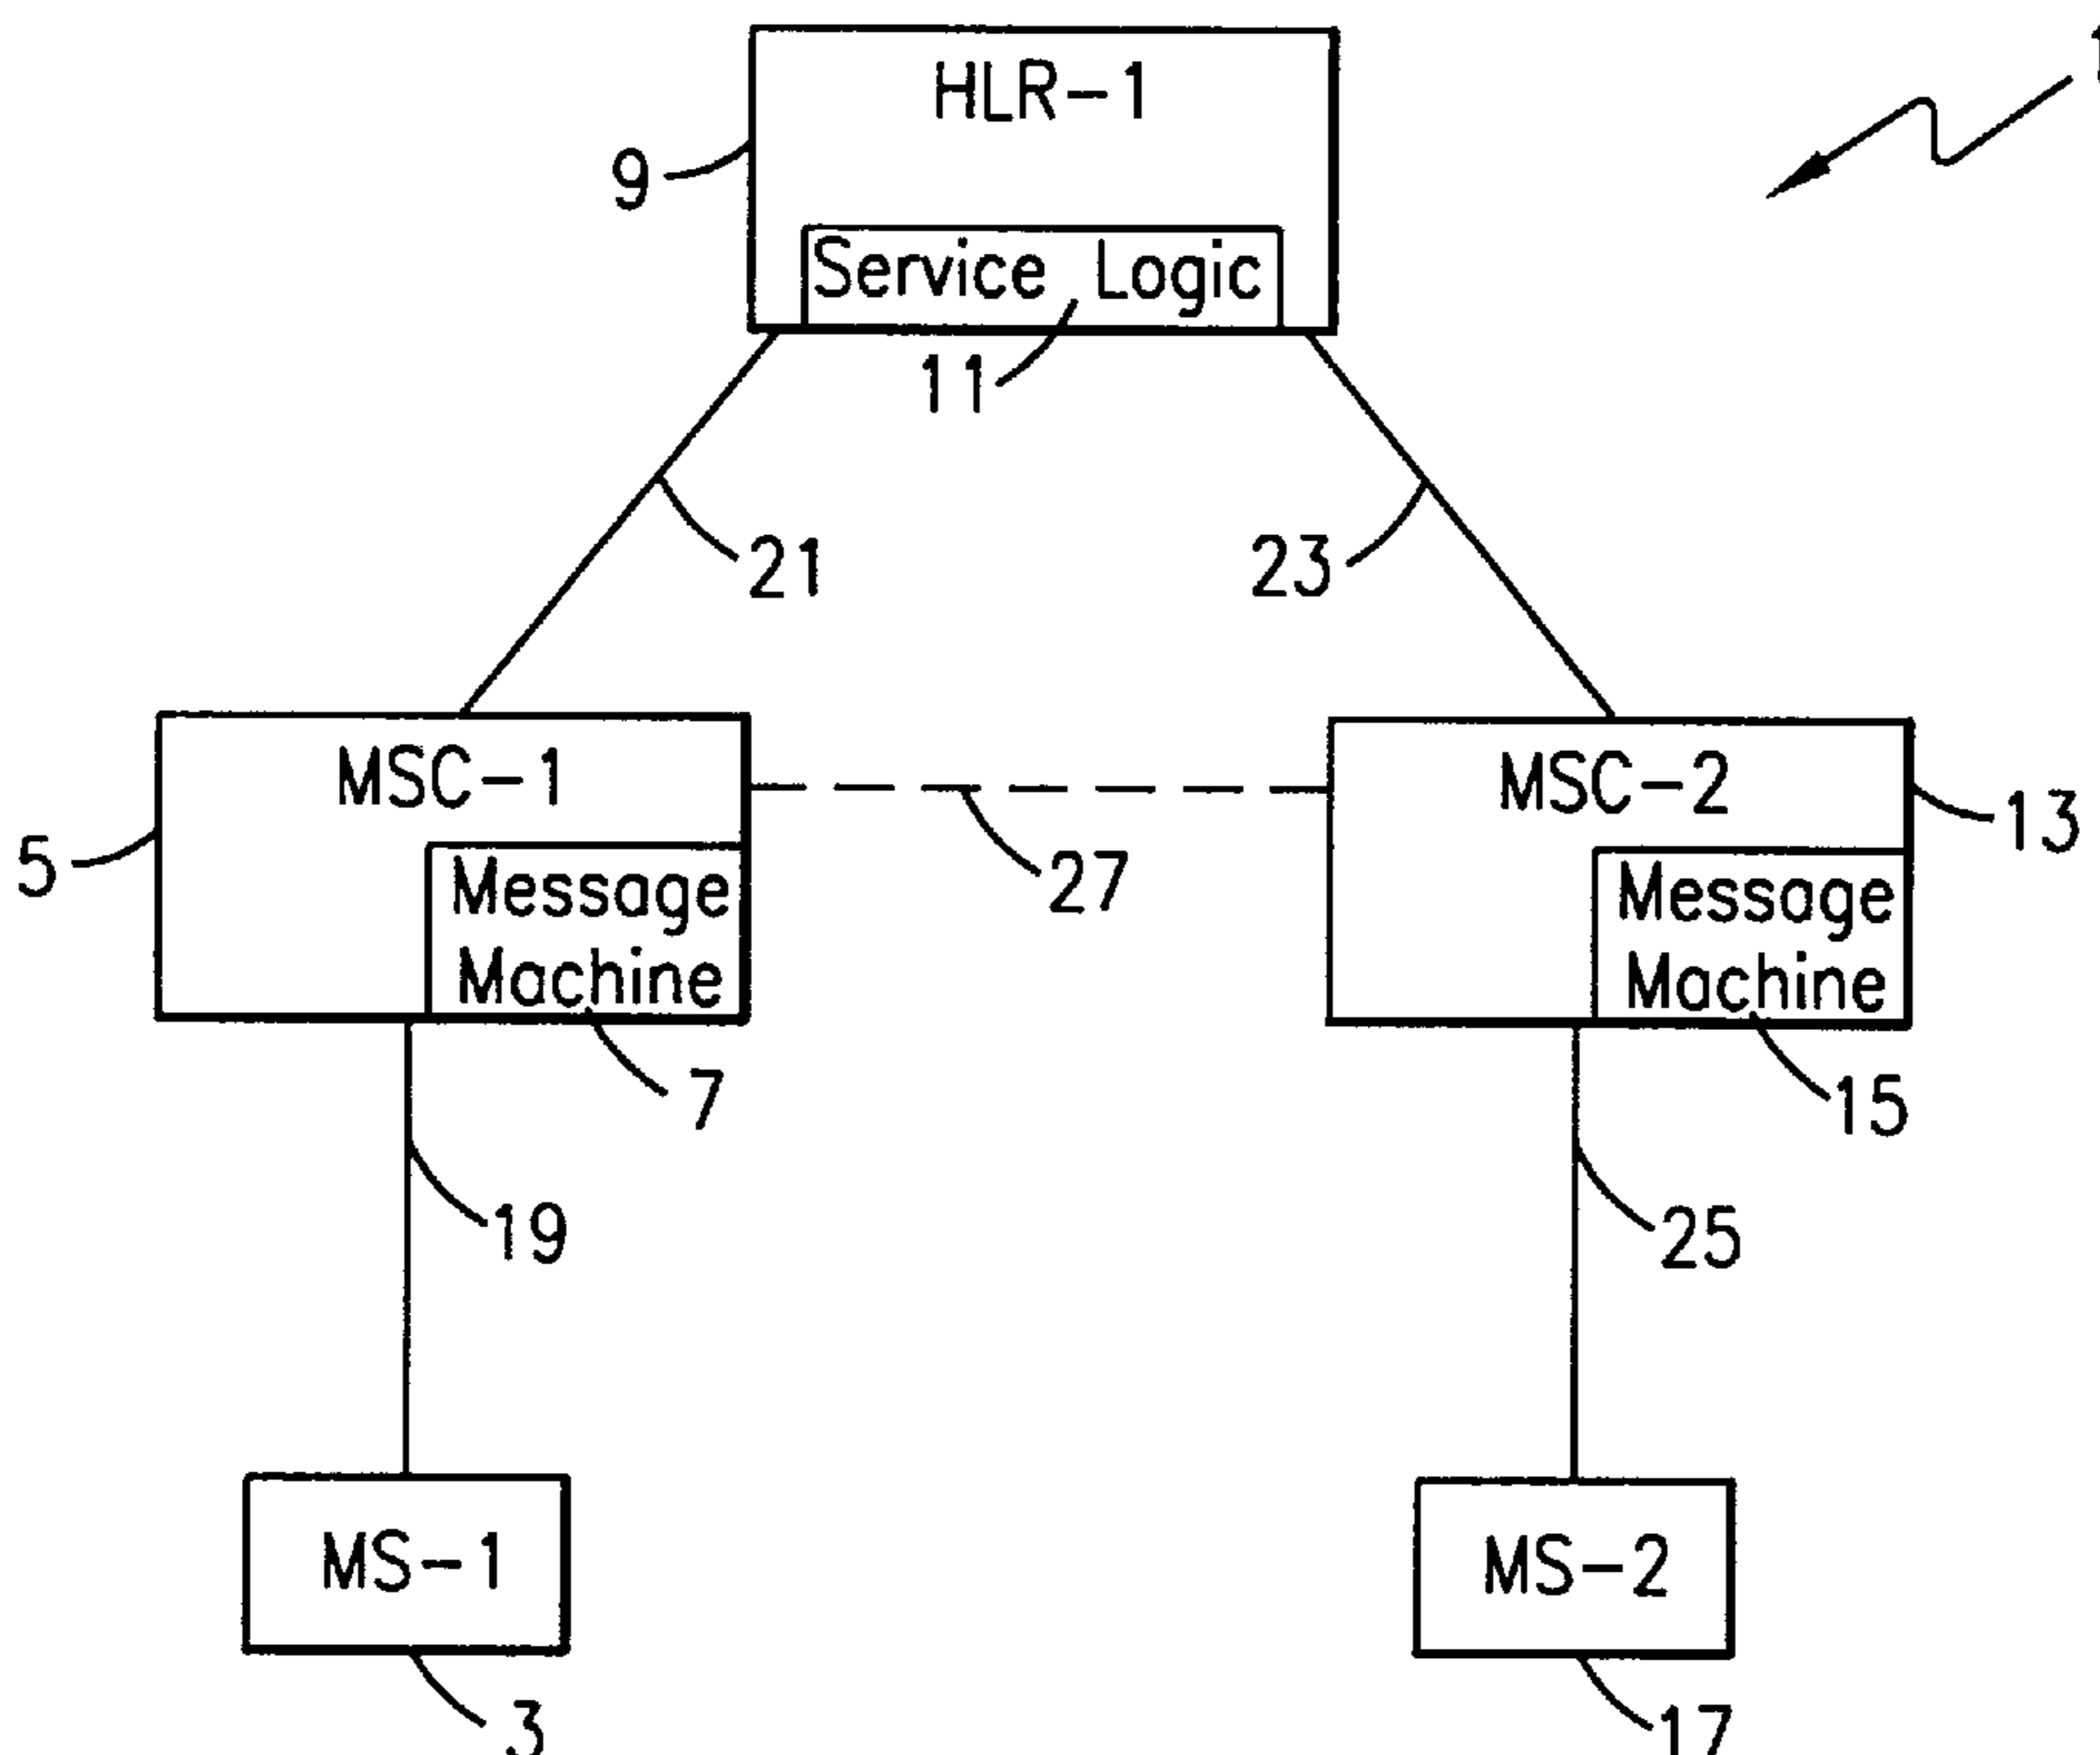 1
HLR-1
9
Service Logic
11
21
23
MSC-1
MSC-2
5
13
27
Message
Machine
Message
Machine
7
15
19
25
MS-1
MS-2
3
17